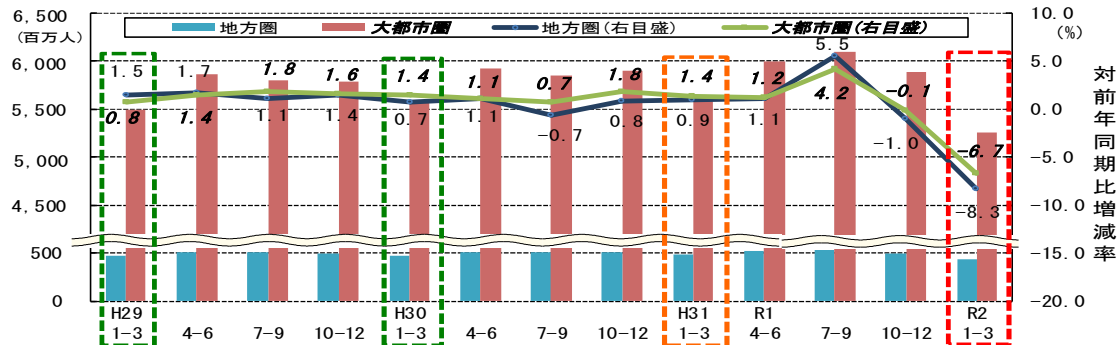 6,500
(百万人)
6,000
5,500
5,000
4,500
500
0
地方圏 大都市圏 地方圏(右目盛) 大都市圏(右目盛)
10.0
(%)
5.0
0.0
-5.0
-10.0
-15.0
-20.0
対前年同期比増減率
1.5 1.7 1.8 1.6 1.4 1.1 0.7 1.8 1.4 1.2 5.5 -0.1 -6.7
0.8 1.4 1.1 1.4 0.7 1.1 -0.7 0.8 0.9 1.1 4.2 -1.0 -8.3
H29 H30 H31 R1 R2
1-3 4-6 7-9 10-12 1-3 4-6 7-9 10-12 1-3 4-6 7-9 10-12 1-3